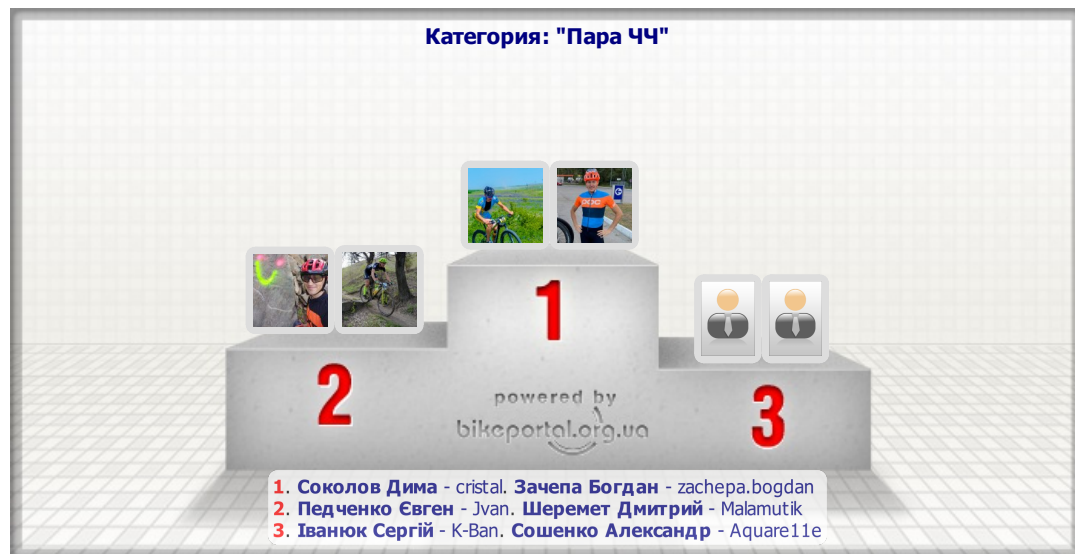 Категория: "Пара ЧЧ"
1
2
3
powered by
bikeportal.org.ua
1. Соколов Дима - cristal. Зачепа Богдан - zachepa.bogdan
2. Педченко Євген - Jvan. Шеремет Дмитрий - Malamutik
3. Іванюк Сергій - K-Ban. Сошенко Александр - Aquare11e